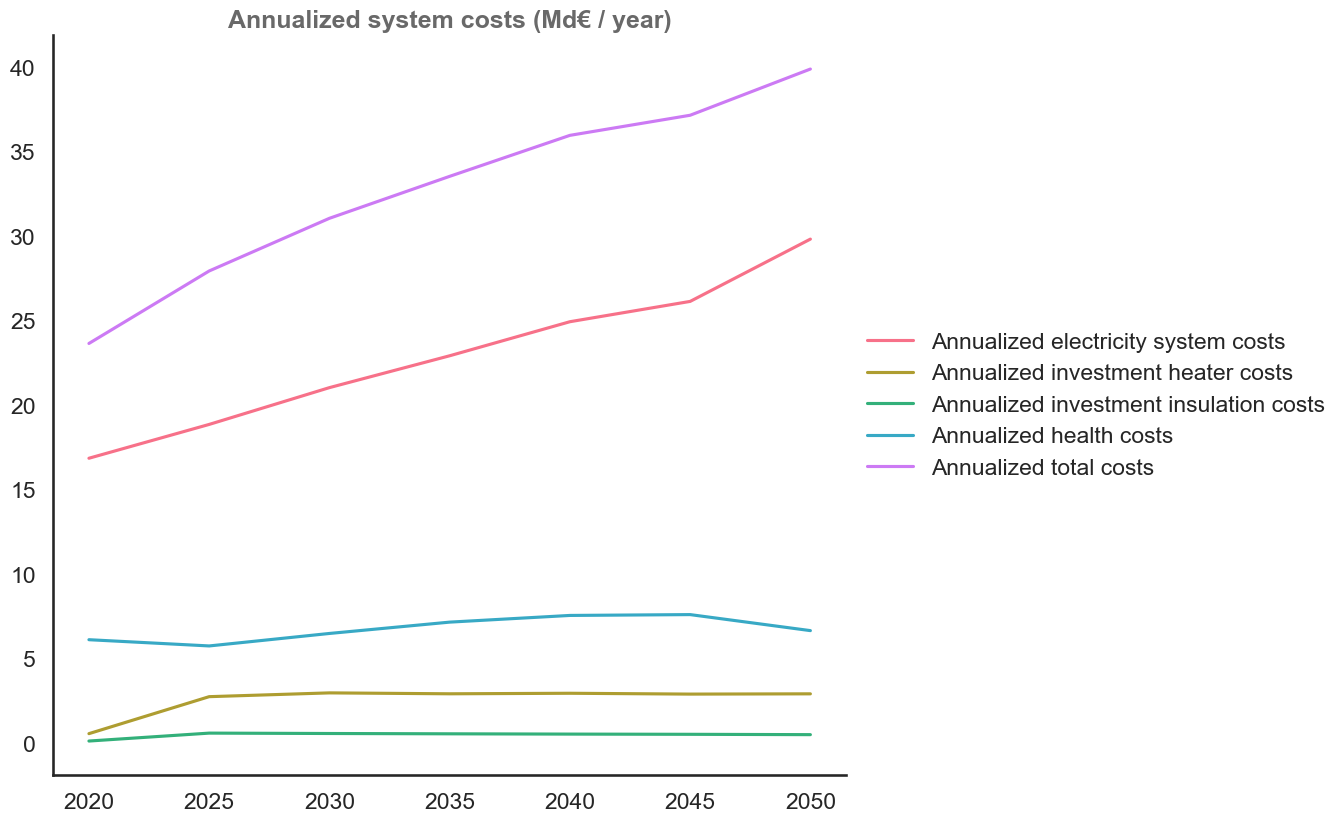 Annualized system costs (Md€ / year)
40
35
30
25
20
15
10
5
0
2020 2025 2030 2035 2040 2045 2050
Annualized electricity system costs
Annualized investment heater costs
Annualized investment insulation costs
Annualized health costs
Annualized total costs